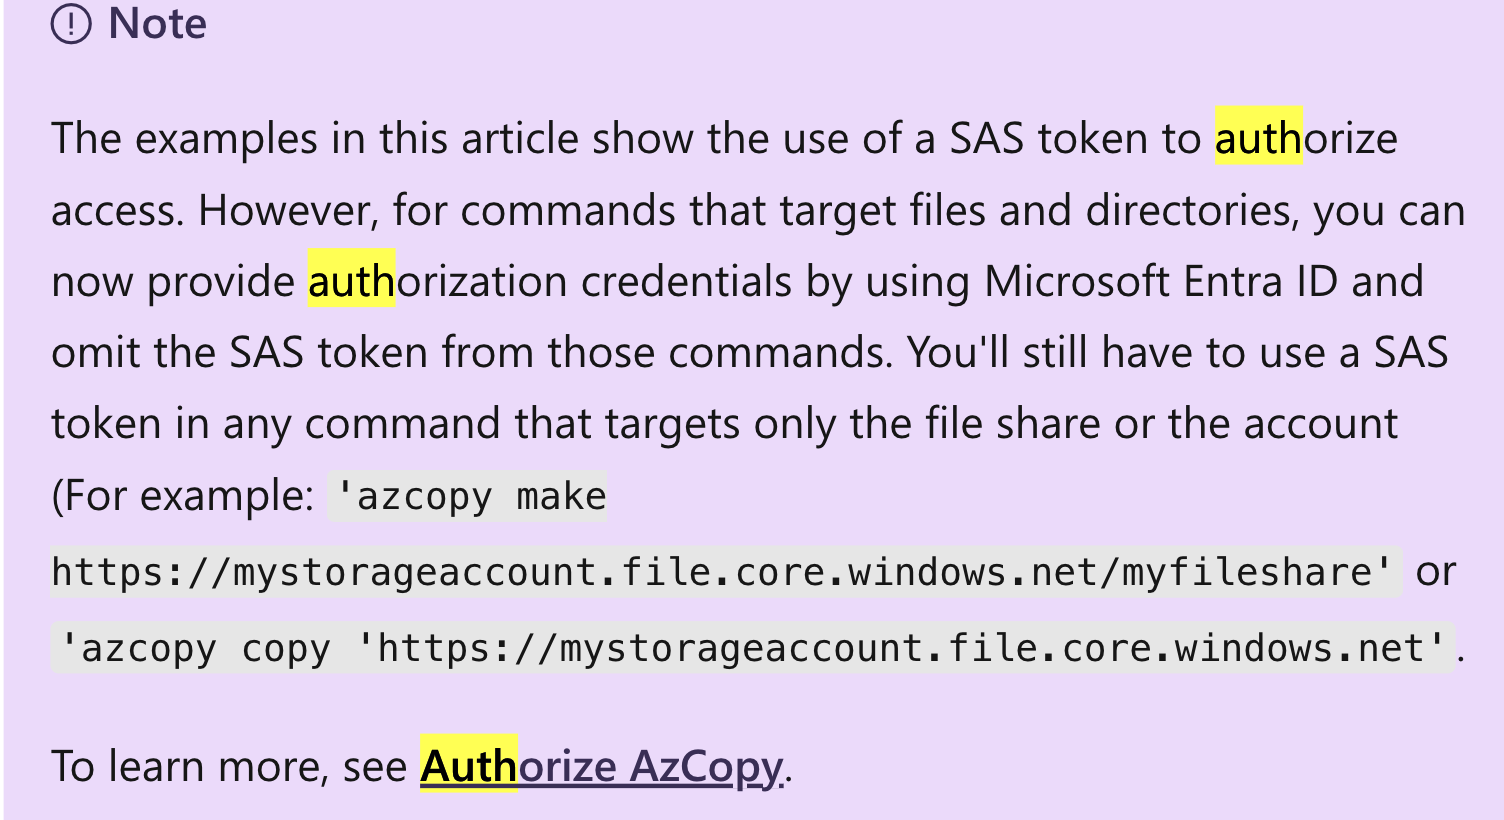 Note
The examples in this article show the use of a SAS token to authorize
access. However, for commands that target files and directories, you can
now provide authorization credentials by using Microsoft Entra ID and
omit the SAS token from those commands. You'll still have to use a SAS
token in any command that targets only the file share or the account
(For example: 'azcopy make
https://mystorageaccount.file.core.windows.net/myfileshare' or
'azcopy copy 'https://mystorageaccount.file.core.windows.net'.
To learn more, see Authorize AzCopy.